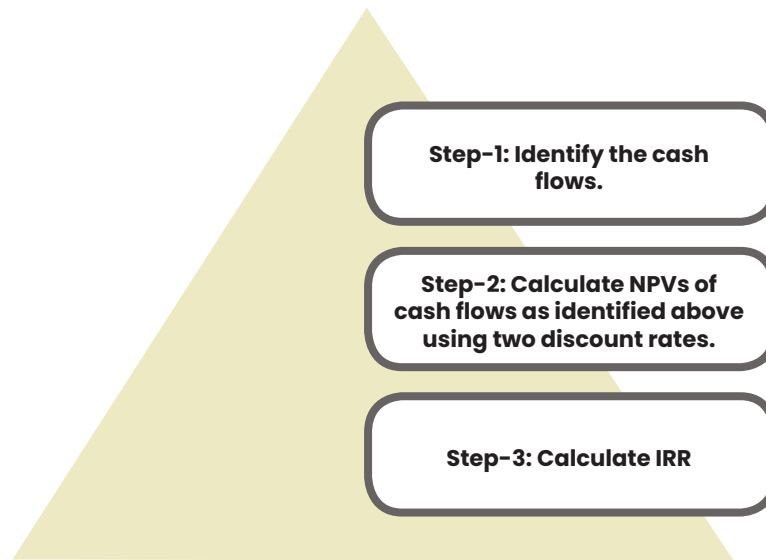 Step-1: Identify the cash
flows.
Step-2: Calculate NPVs of
cash flows as identified above
using two discount rates.
Step-3: Calculate IRR